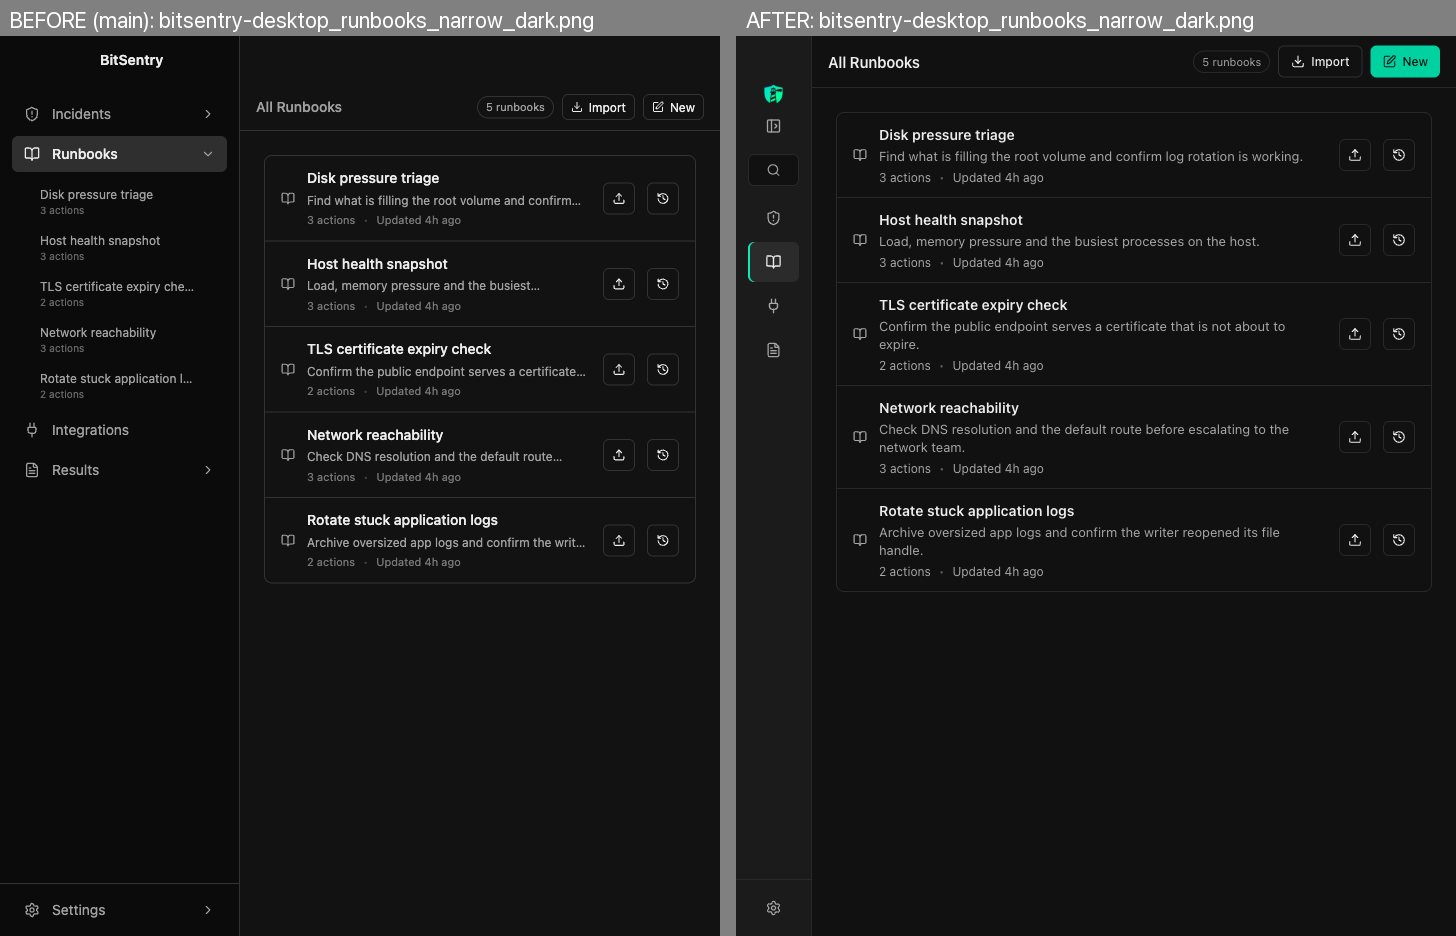 BEFORE (main): bitsentry-desktop_runbooks_narrow_dark.png
BitSentry
Incidents
Runbooks
Disk pressure triage
3 actions
Host health snapshot
3 actions
TLS certificate expiry che...
2 actions
Network reachability
3 actions
Rotate stuck application l...
2 actions
Integrations
Results
Settings
All Runbooks
5 runbooks
Import
New
Disk pressure triage
Find what is filling the root volume and confirm...
3 actions • Updated 4h ago
Host health snapshot
Load, memory pressure and the busiest...
3 actions • Updated 4h ago
TLS certificate expiry check
Confirm the public endpoint serves a certificate...
2 actions • Updated 4h ago
Network reachability
Check DNS resolution and the default route...
3 actions • Updated 4h ago
Rotate stuck application logs
Archive oversized app logs and confirm the writ...
2 actions • Updated 4h ago
AFTER: bitsentry-desktop_runbooks_narrow_dark.png
All Runbooks
5 runbooks
Import
New
Disk pressure triage
Find what is filling the root volume and confirm log rotation is working.
3 actions • Updated 4h ago
Host health snapshot
Load, memory pressure and the busiest processes on the host.
3 actions • Updated 4h ago
TLS certificate expiry check
Confirm the public endpoint serves a certificate that is not about to
expire.
2 actions • Updated 4h ago
Network reachability
Check DNS resolution and the default route before escalating to the
network team.
3 actions • Updated 4h ago
Rotate stuck application logs
Archive oversized app logs and confirm the writer reopened its file
handle.
2 actions • Updated 4h ago